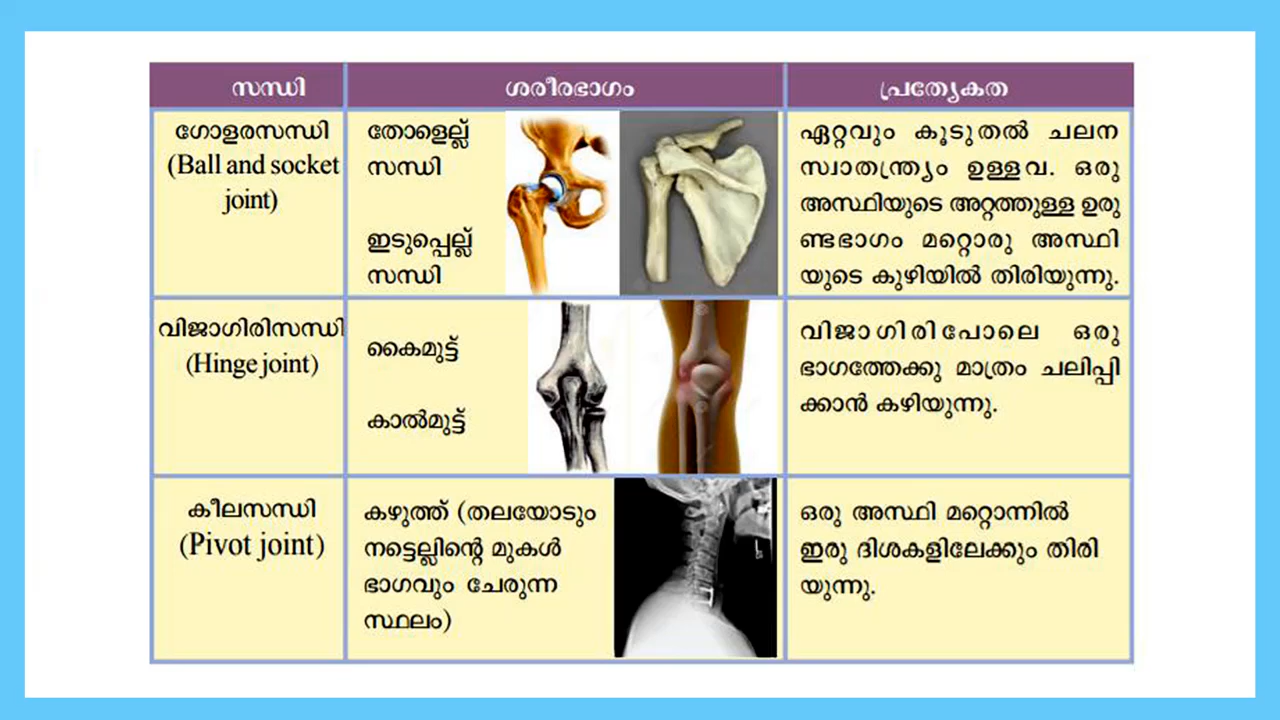 സന്ധി
ശരീരഭാഗം
പ്രത്യേകത
ഗോളരസന്ധി
(Ball and socket
joint)
തോളെല്ല്
സന്ധി
ഇടുപ്പെല്ല്
സന്ധി
ഏറ്റവും കൂടുതൽ ചലന
സ്വാതന്ത്ര്യം ഉള്ളവ. ഒരു
അസ്ഥിയുടെ അറ്റത്തുള്ള ഉരു
ണ്ടഭാഗം മറ്റൊരു അസ്ഥി
യുടെ കുഴിയിൽ തിരിയുന്നു.
വിജാഗിരിസന്ധി
(Hinge joint)
കൈമുട്ട്
കാൽമുട്ട്
വിജാഗിരിപോലെ ഒരു
ഭാഗത്തേക്കു മാത്രം ചലിപ്പി
ക്കാൻ കഴിയുന്നു.
കീലസന്ധി
(Pivot joint)
കഴുത്ത് (തലയോടും
നട്ടെല്ലിന്റെ മുകൾ
ഭാഗവും ചേരുന്ന
സ്ഥലം)
ഒരു അസ്ഥി മറ്റൊന്നിൽ
ഇരു ദിശകളിലേക്കും തിരി
യുന്നു.